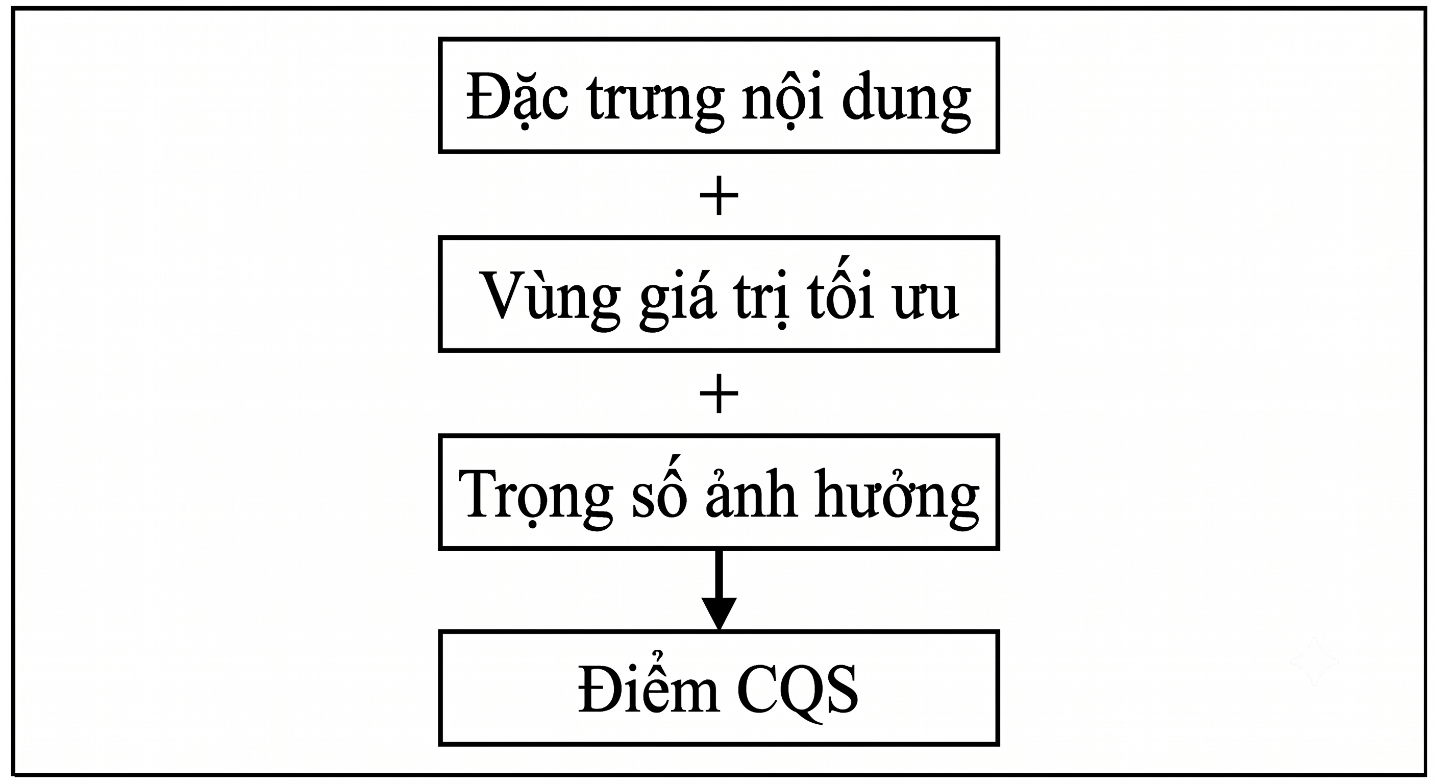 Đặc trưng nội dung
+
Vùng giá trị tối ưu
+
Trọng số ảnh hưởng
Điểm CQS